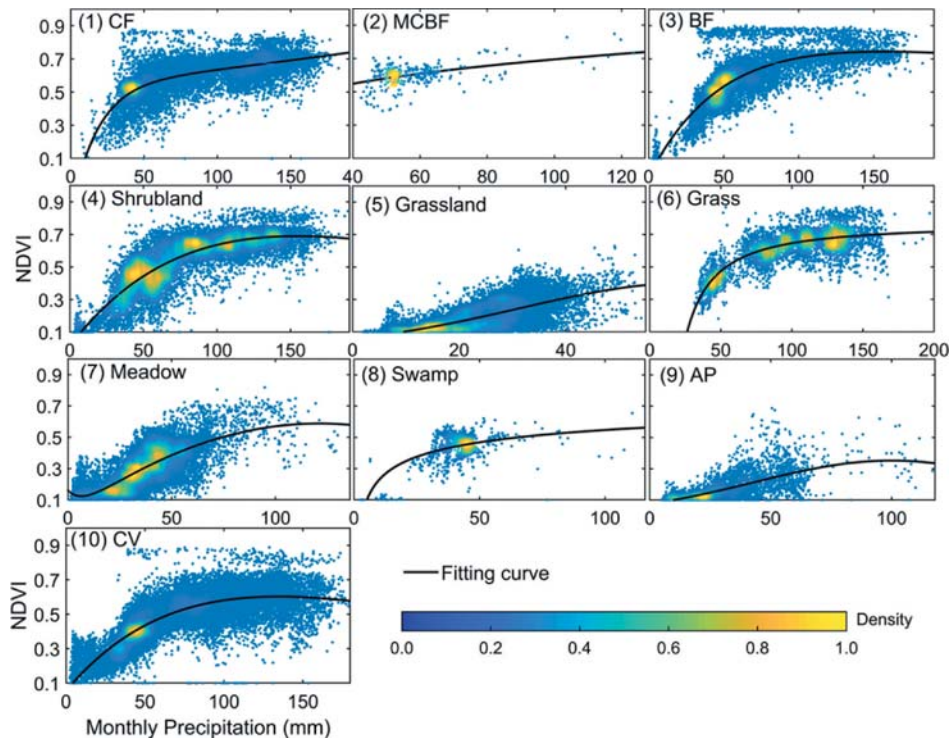 (1) CF
(2) MCBF
(3) BF
0.9
0.7
0.5
0.3
0.1
0 50 100 150
40 60 80 100 120
0 50 100 150
(4) Shrubland
(5) Grassland
(6) Grass
NDVI
0.9
0.7
0.5
0.3
0.1
0 50 100 150
0 20 40
0 50 100 150 200
(7) Meadow
(8) Swamp
(9) AP
0.9
0.7
0.5
0.3
0.1
0 50 100
0 50 100
0 50 100
(10) CV
NDVI
0.9
0.7
0.5
0.3
0.1
0 50 100 150
Monthly Precipitation (mm)
Fitting curve
Density
0.0 0.2 0.4 0.6 0.8 1.0